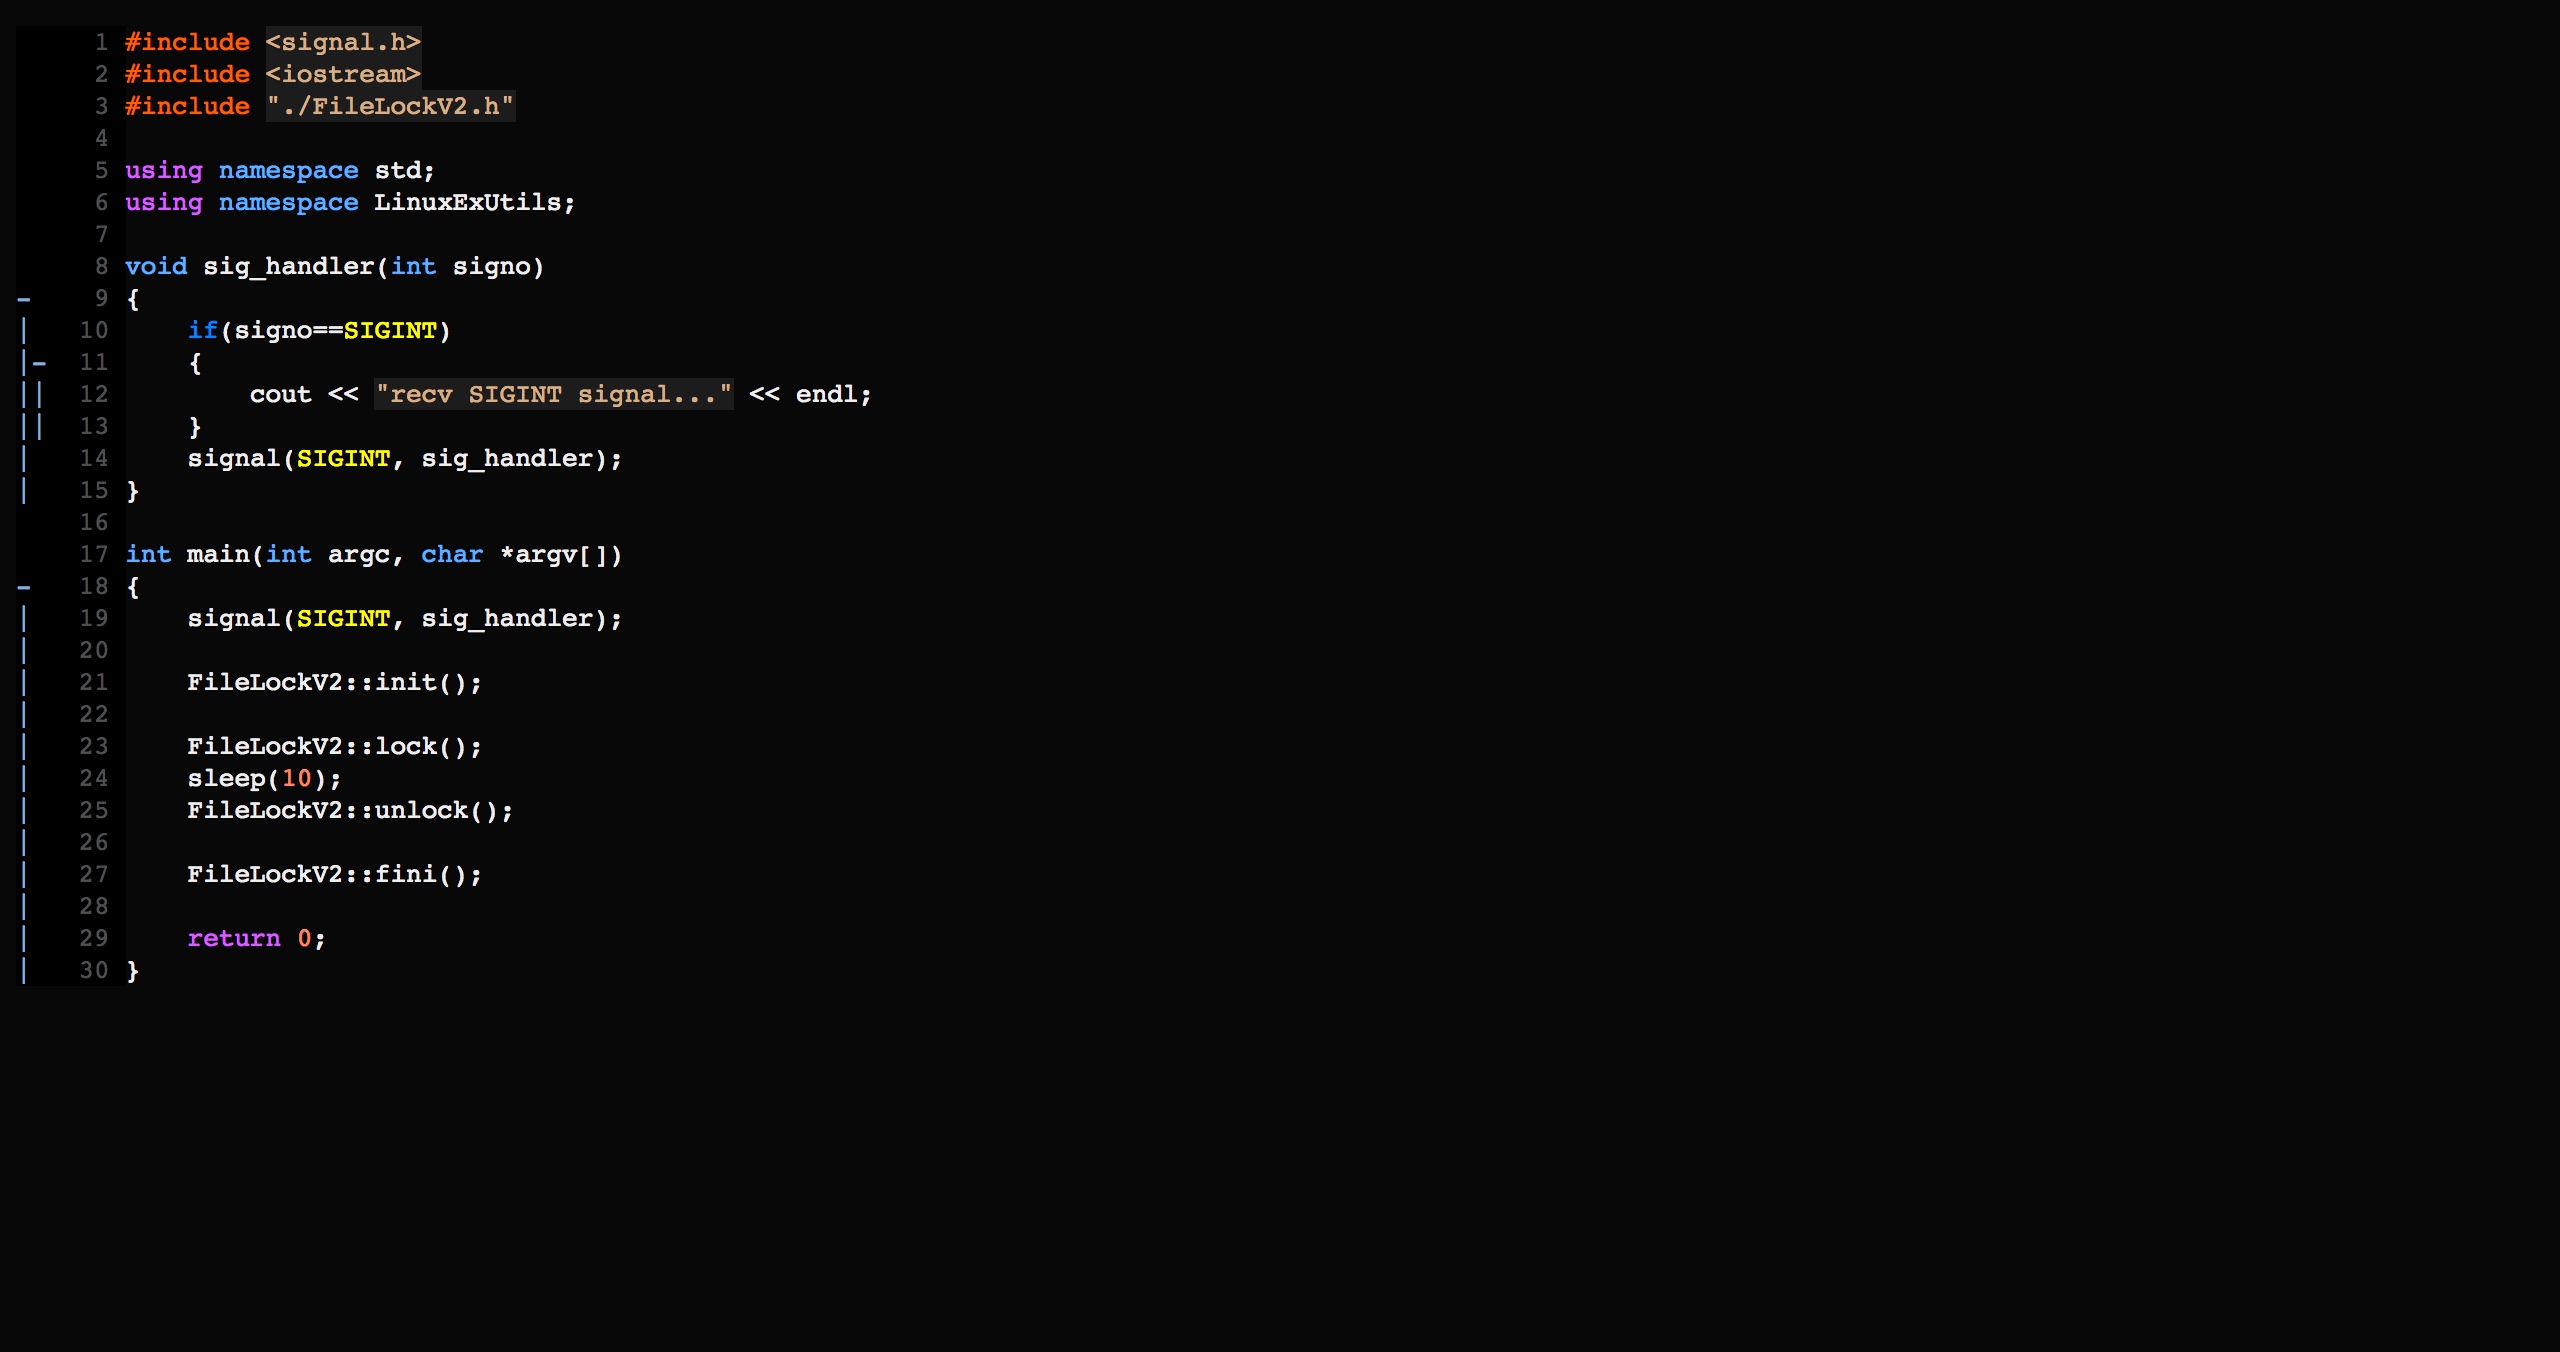 1 #include <signal.h>
2 #include <iostream>
3 #include "./FileLockV2.h"
4
5 using namespace std;
6 using namespace LinuxExUtils;
7
8 void sig_handler(int signo)
- 9 {
| 10     if(signo==SIGINT)
|- 11     {
|| 12         cout << "recv SIGINT signal..." << endl;
|| 13     }
| 14     signal(SIGINT, sig_handler);
| 15 }
16
17 int main(int argc, char *argv[])
- 18 {
| 19     signal(SIGINT, sig_handler);
| 20
| 21     FileLockV2::init();
| 22
| 23     FileLockV2::lock();
| 24     sleep(10);
| 25     FileLockV2::unlock();
| 26
| 27     FileLockV2::fini();
| 28
| 29     return 0;
| 30 }